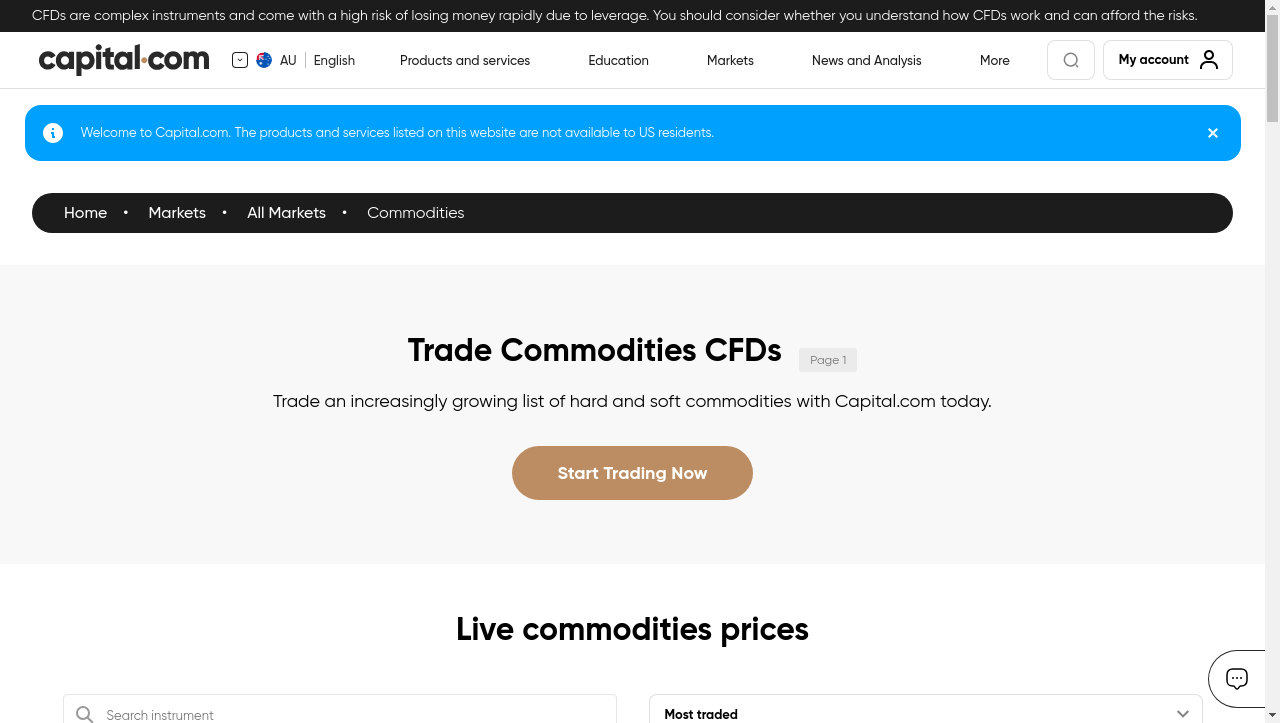 CFDs are complex instruments and come with a high risk of losing money rapidly due to leverage. You should consider whether you understand how CFDs work and can afford the risks.
capital.com
AU English
Products and services
Education
Markets
News and Analysis
More
My account
Welcome to Capital.com. The products and services listed on this website are not available to US residents.
Home • Markets • All Markets • Commodities
Trade Commodities CFDs Page 1
Trade an increasingly growing list of hard and soft commodities with Capital.com today.
Start Trading Now
Live commodities prices
Search instrument
Most traded